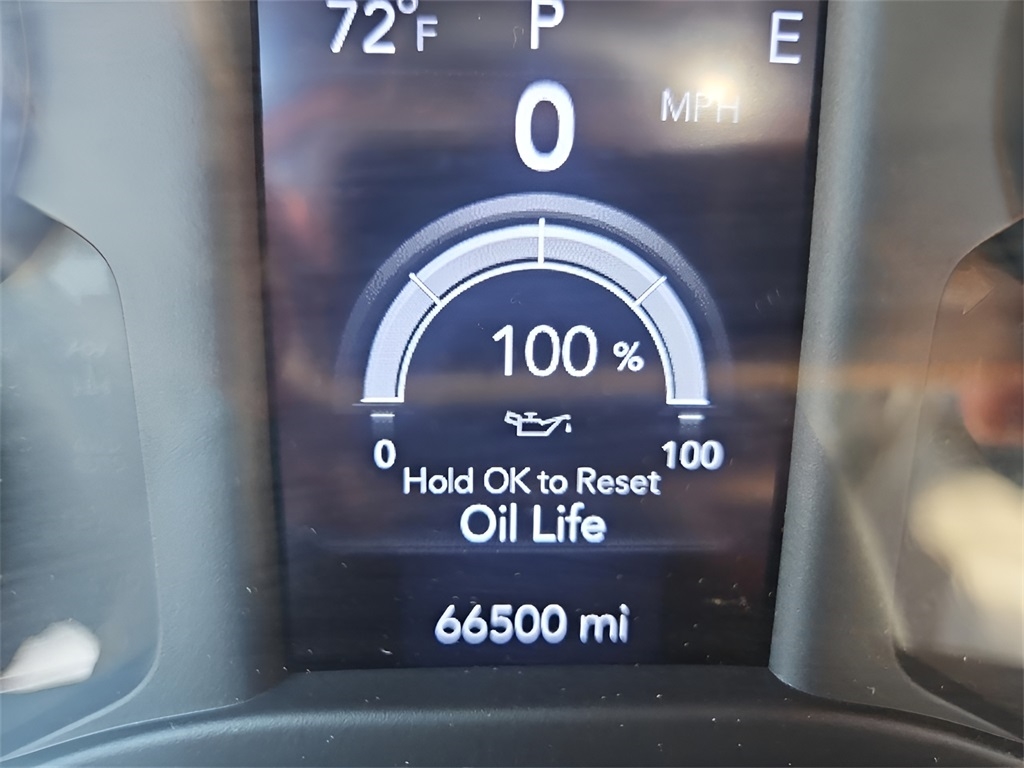 72°F P E
0 MPH
100 %
0 100
Hold OK to Reset
Oil Life
66500 mi